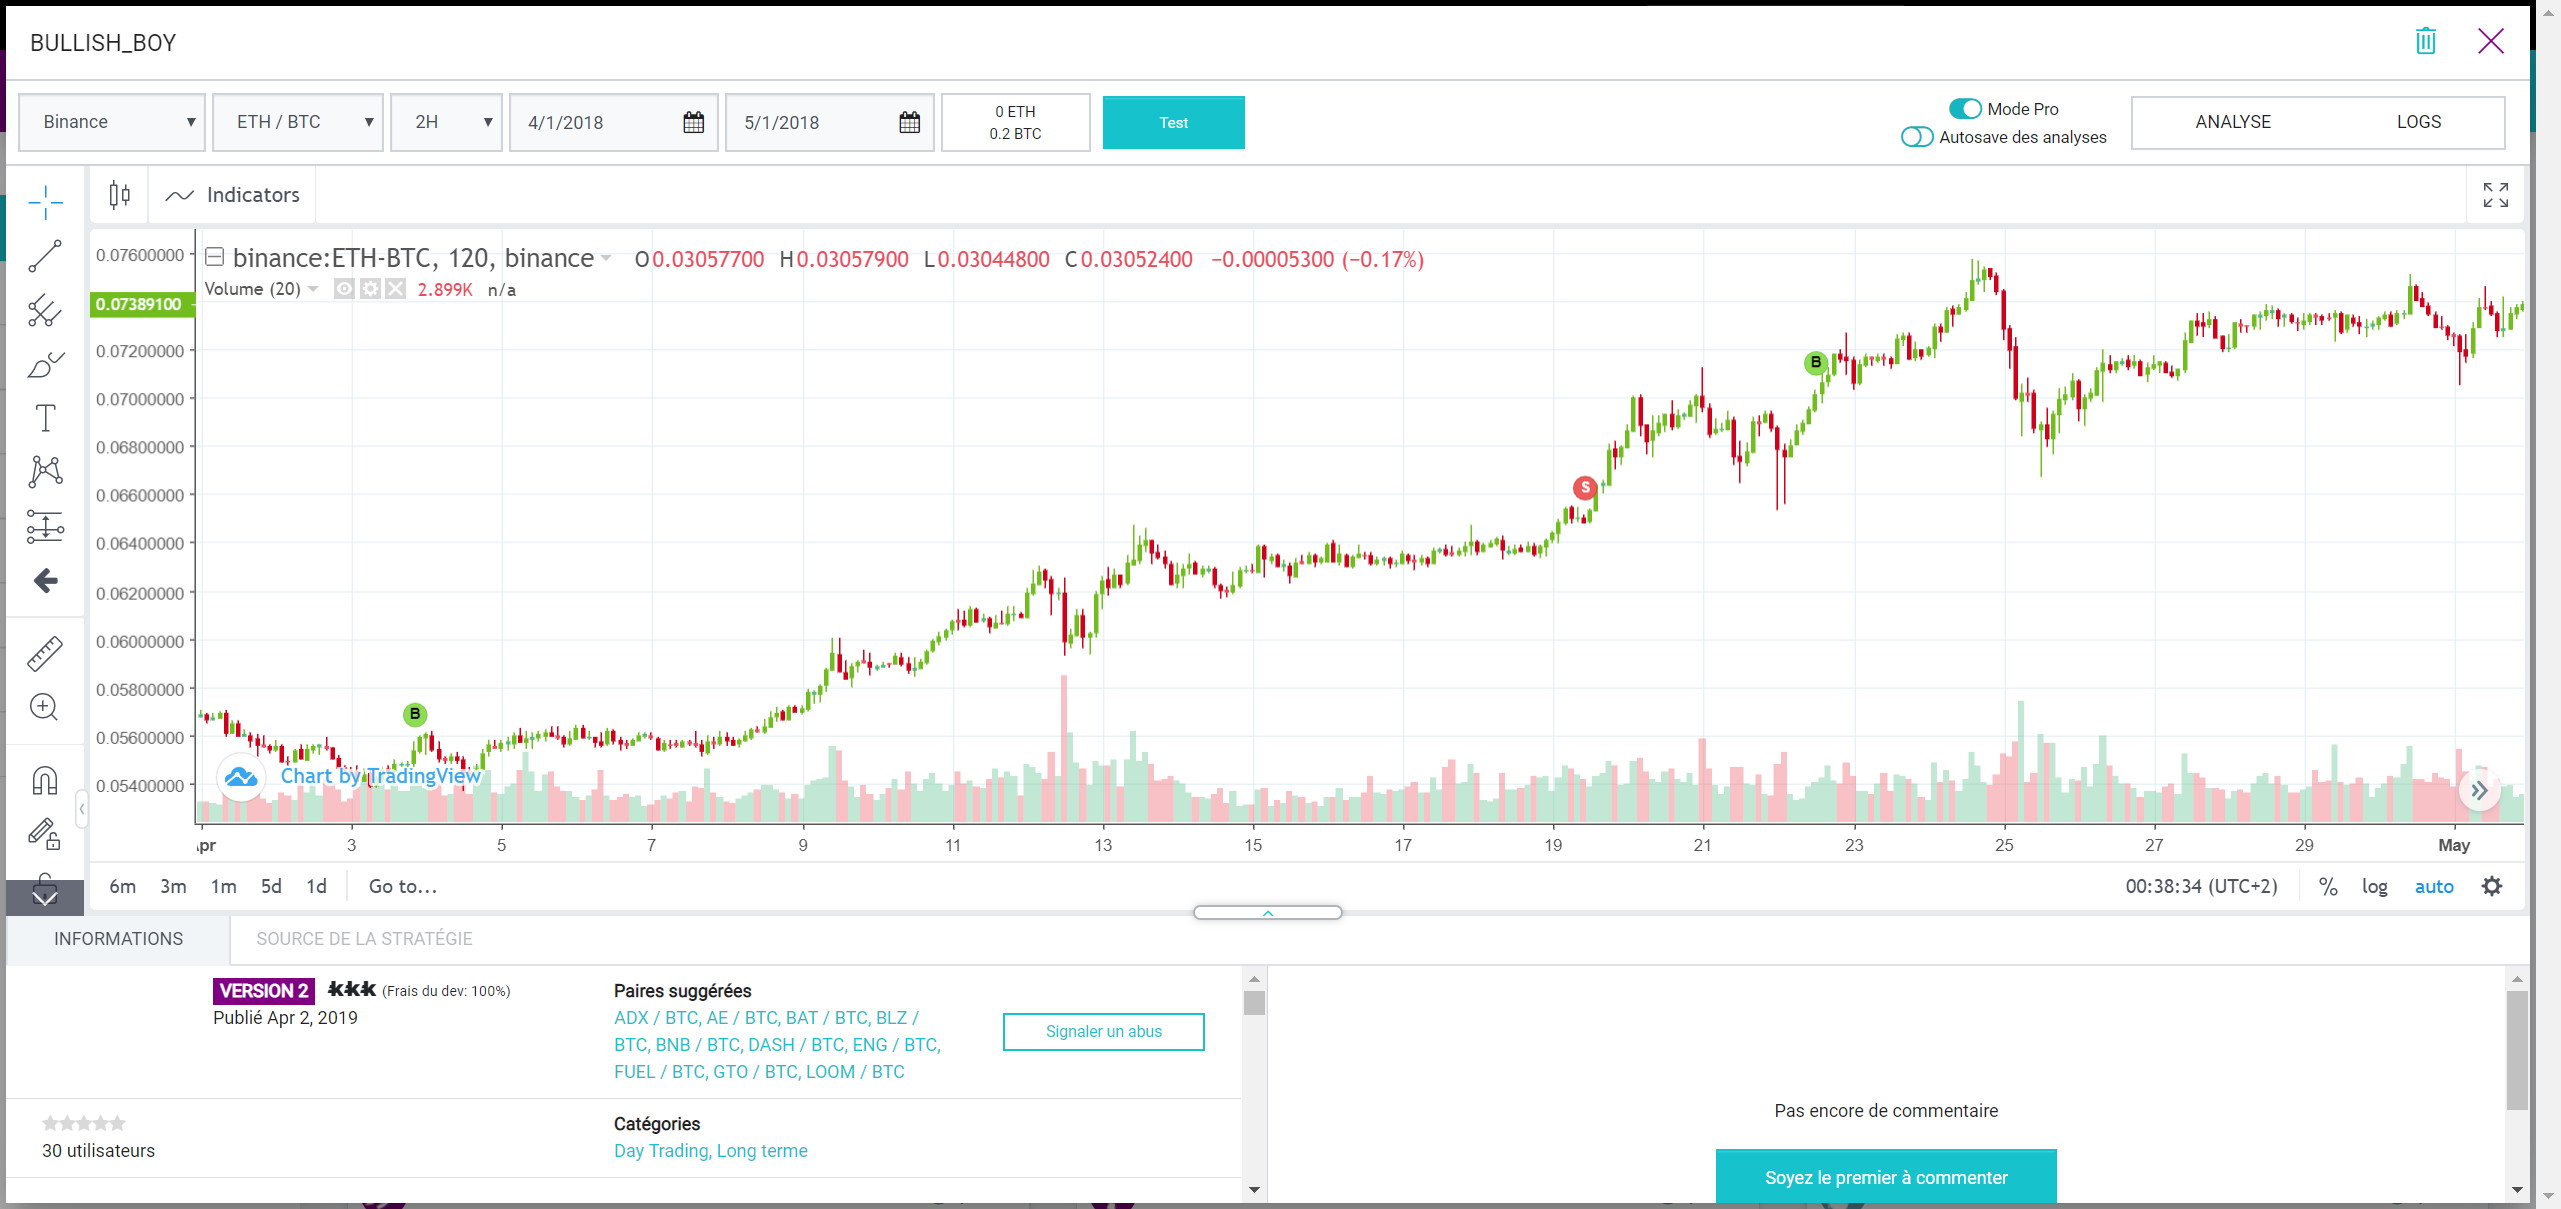 BULLISH_BOY
Binance
ETH / BTC
2H
4/1/2018
5/1/2018
0 ETH
0.2 BTC
Test
Mode Pro
Autosave des analyses
ANALYSE
LOGS
Indicators
binance:ETH-BTC, 120, binance
O0.03057700 H0.03057900 L0.03044800 C0.03052400 −0.00005300 (−0.17%)
Volume (20)
2.899K n/a
0.07600000
0.07389100
0.07200000
0.07000000
0.06800000
0.06600000
0.06400000
0.06200000
0.06000000
0.05800000
0.05600000
0.05400000
B
S
B
Chart by TradingView
pr 3 5 7 9 11 13 15 17 19 21 23 25 27 29 May
6m 3m 1m 5d 1d Go to...
00:38:34 (UTC+2) % log auto
INFORMATIONS
SOURCE DE LA STRATÉGIE
VERSION 2 kkk (Frais du dev: 100%)
Publié Apr 2, 2019
Paires suggérées
ADX / BTC, AE / BTC, BAT / BTC, BLZ /
BTC, BNB / BTC, DASH / BTC, ENG / BTC,
FUEL / BTC, GTO / BTC, LOOM / BTC
Signaler un abus
30 utilisateurs
Catégories
Day Trading, Long terme
Pas encore de commentaire
Soyez le premier à commenter